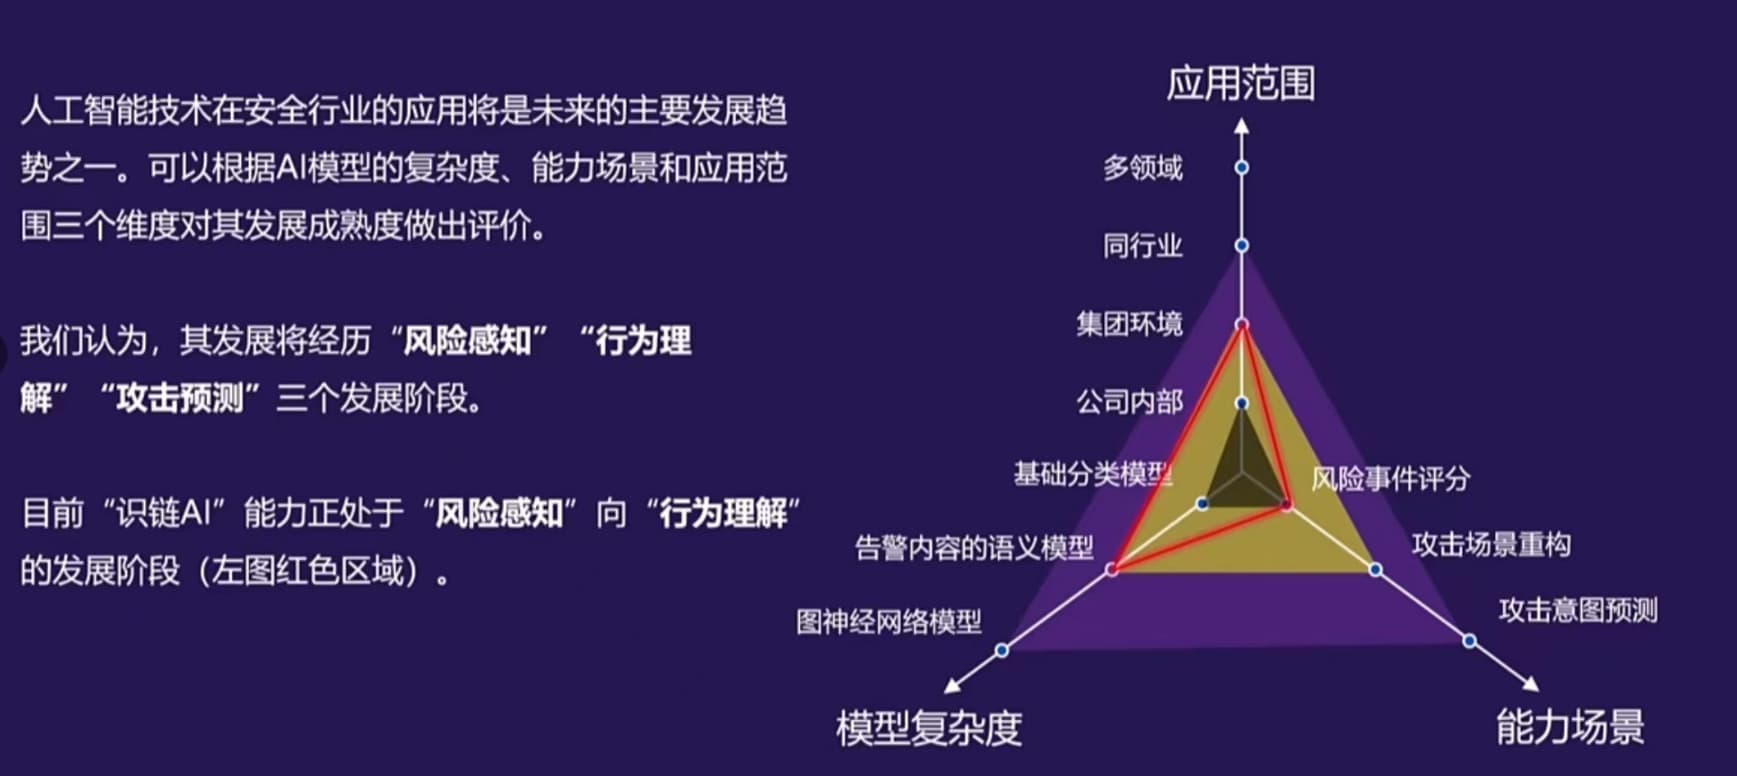 人工智能技术在安全行业的应用将是未来的主要发展趋
势之一。可以根据AI模型的复杂度、能力场景和应用范
围三个维度对其发展成熟度做出评价。
我们认为，其发展将经历“风险感知” “行为理
解” “攻击预测”三个发展阶段。
目前“识链AI”能力正处于“风险感知”向“行为理解”
的发展阶段（左图红色区域）。
应用范围
多领域
同行业
集团环境
公司内部
基础分类模型
风险事件评分
告警内容的语义模型
攻击场景重构
图神经网络模型
攻击意图预测
模型复杂度
能力场景